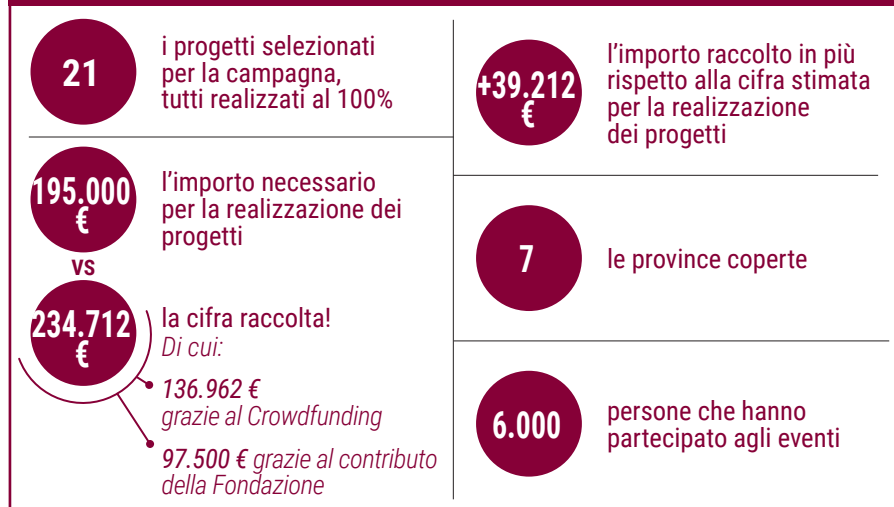 21
i progetti selezionati
per la campagna,
tutti realizzati al 100%
195.000
€
l'importo necessario
per la realizzazione dei
progetti
vs
234.712
€
la cifra raccolta!
Di cui:
136.962 €
grazie al Crowdfunding
97.500 € grazie al contributo
della Fondazione
+39.212
€
l'importo raccolto in più
rispetto alla cifra stimata
per la realizzazione
dei progetti
7
le province coperte
6.000
persone che hanno
partecipato agli eventi